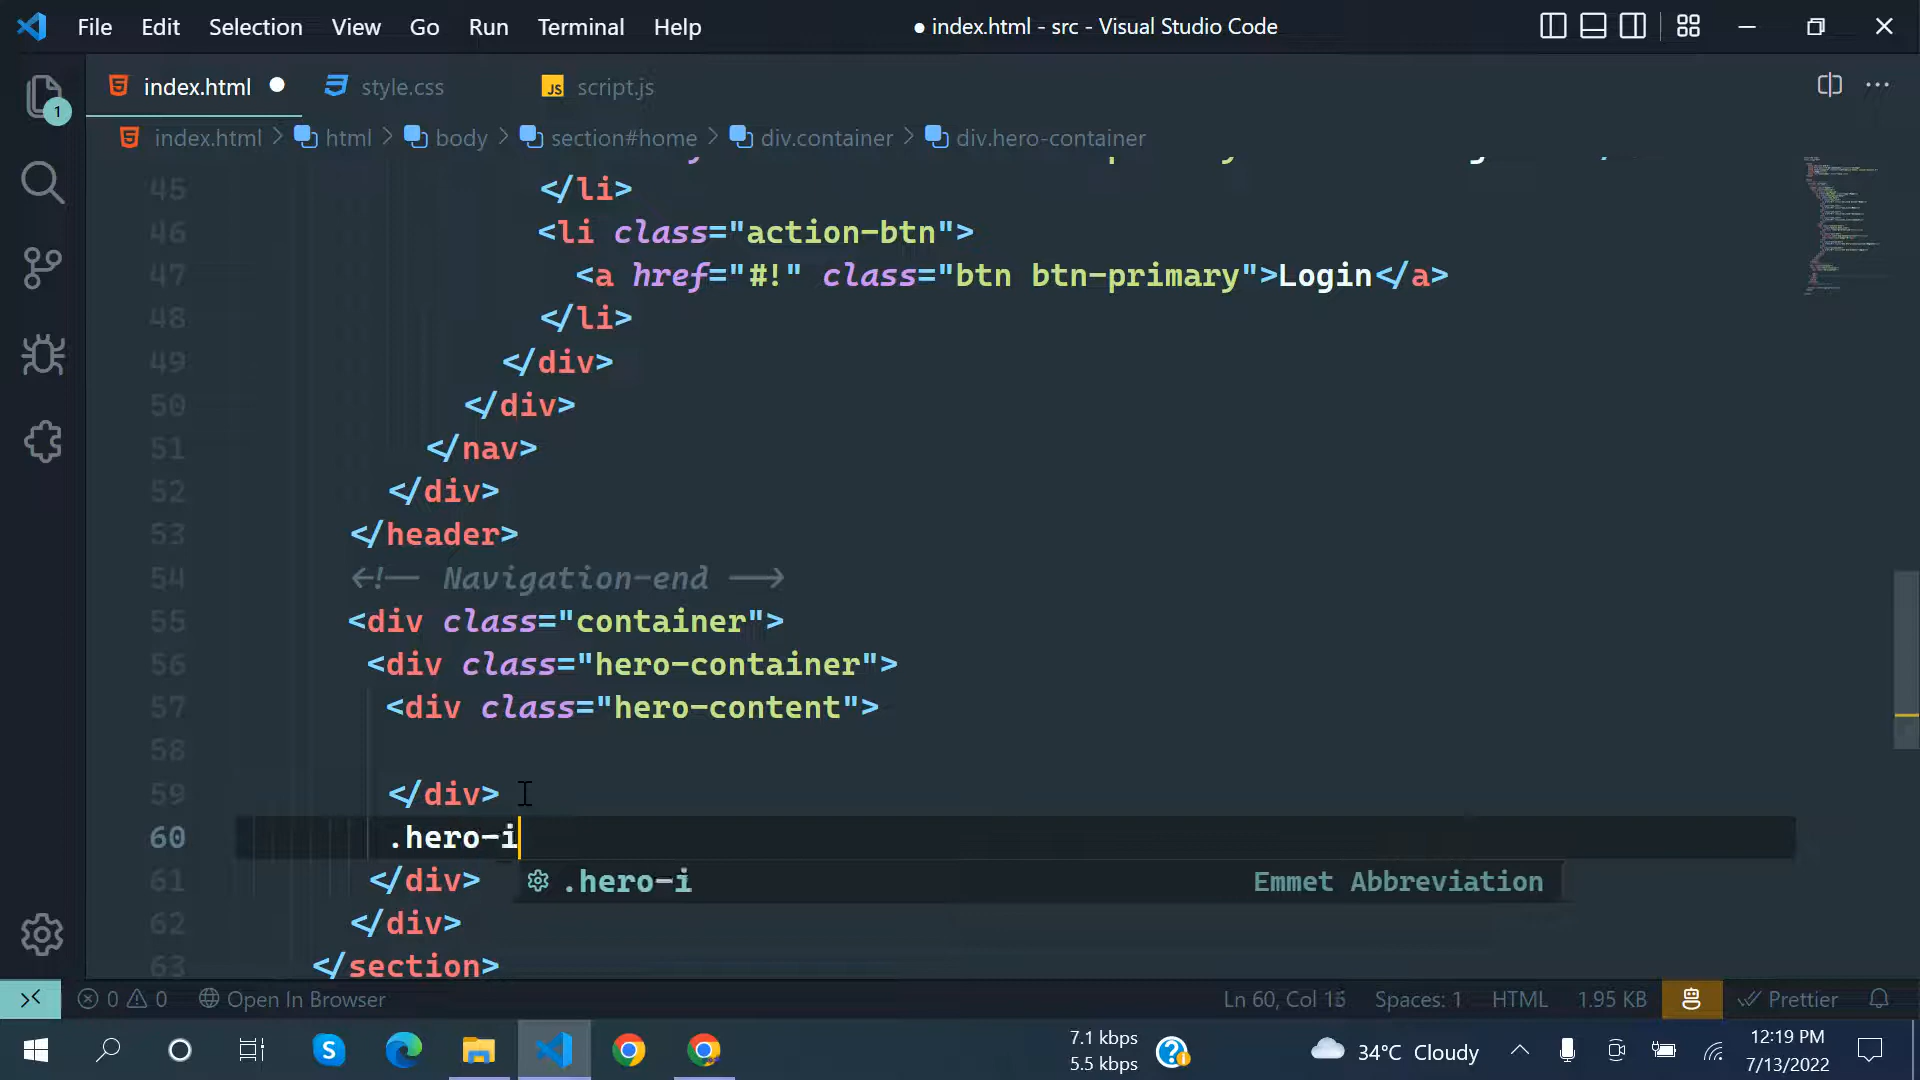 File Edit Selection View Go Run Terminal Help
● index.html - src - Visual Studio Code
index.html ● style.css JS script.js
1
index.html > html > body > section#home > div.container > div.hero-container
45 </li>
46 <li class="action-btn">
47 <a href="#!" class="btn btn-primary">Login</a>
48 </li>
49 </div>
50 </div>
51 </nav>
52 </div>
53 </header>
54 <!-- Navigation-end -->
55 <div class="container">
56 <div class="hero-container">
57 <div class="hero-content">
58
59 </div>
60 .hero-i
.hero-i Emmet Abbreviation
61 </div>
62 </div>
63 </section>
0 0 Open In Browser
Ln 60, Col 16 Spaces: 1 HTML 1.95 KB Prettier
7.1 kbps
5.5 kbps
34°C Cloudy
12:19 PM
7/13/2022